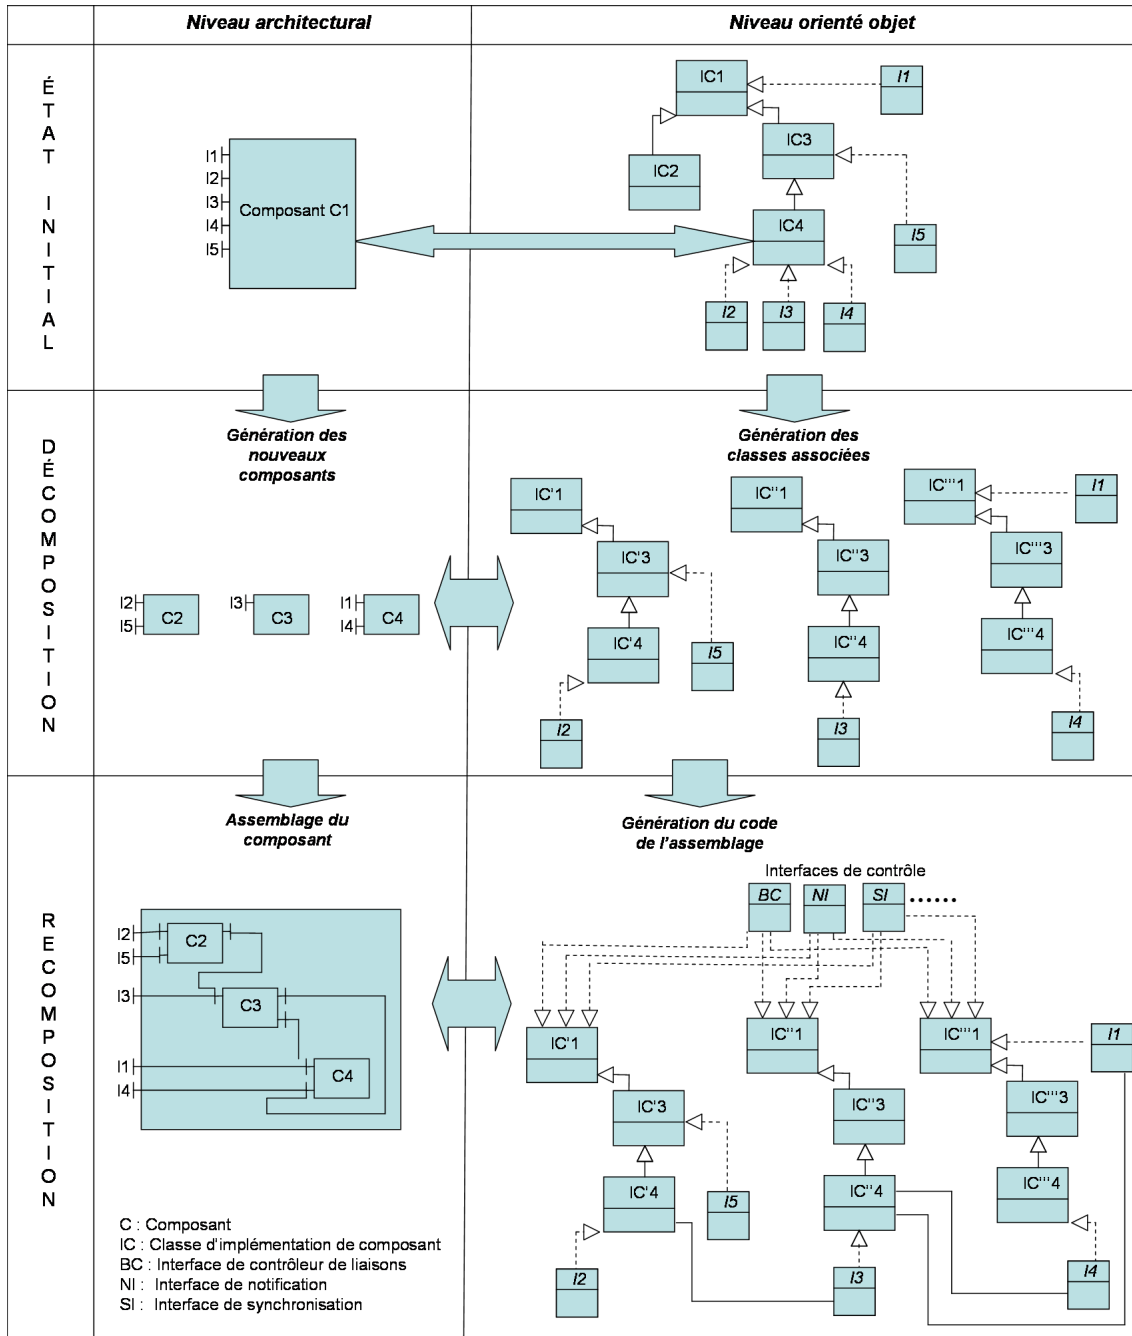 Niveau architectural
Niveau orienté objet
ÉTAT INITIAL
I1
I2
I3
I4
I5
Composant C1
IC1
I1
IC3
IC2
IC4
I5
I2
I3
I4
DÉCOMPOSITION
Génération des
nouveaux
composants
Génération des
classes associées
I2
I5
C2
I3
C3
I1
I4
C4
IC'1
IC'3
IC'4
I5
I2
IC''1
IC''3
IC''4
I3
IC'''1
I1
IC'''3
IC'''4
I4
RECOMPOSITION
Assemblage du
composant
Génération du code
de l'assemblage
Interfaces de contrôle
BC
NI
SI
......
I2
I5
I3
I1
I4
C2
C3
C4
IC'1
IC''1
IC'''1
I1
IC'3
IC''3
IC'''3
IC'4
I5
IC''4
IC'''4
I2
I3
I4
C : Composant
IC : Classe d'implémentation de composant
BC : Interface de contrôleur de liaisons
NI : Interface de notification
SI : Interface de synchronisation